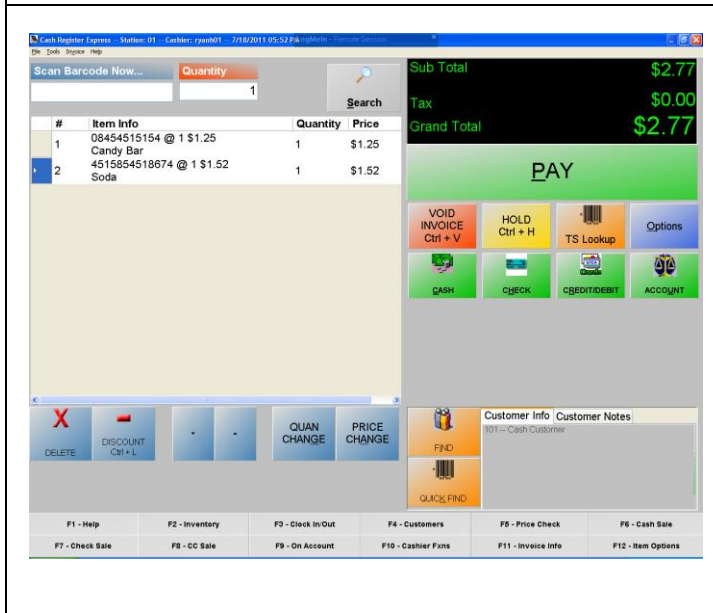 Cash Register Express -- Station: 01 -- Cashier: ryanb01 -- 7/18/2011 05:52 PM LogMeIn - Remote Session
File Tools Invoice Help
Scan Barcode Now...
Quantity
1
Search
Sub Total $2.77
Tax $0.00
Grand Total $2.77
# Item Info Quantity Price
1 08454515154 @ 1 $1.25 1 $1.25
Candy Bar
2 4515854518674 @ 1 $1.52 1 $1.52
Soda
PAY
VOID INVOICE Ctrl + V
HOLD Ctrl + H
TS Lookup
Options
CASH
CHECK
CREDIT/DEBIT
ACCOUNT
DELETE
DISCOUNT Ctrl + L
QUAN CHANGE
PRICE CHANGE
FIND
QUICK FIND
Customer Info Customer Notes
101 -- Cash Customer
F1 - Help F2 - Inventory F3 - Clock In/Out F4 - Customers F5 - Price Check F6 - Cash Sale
F7 - Check Sale F8 - CC Sale F9 - On Account F10 - Cashier Fxns F11 - Invoice Info F12 - Item Options